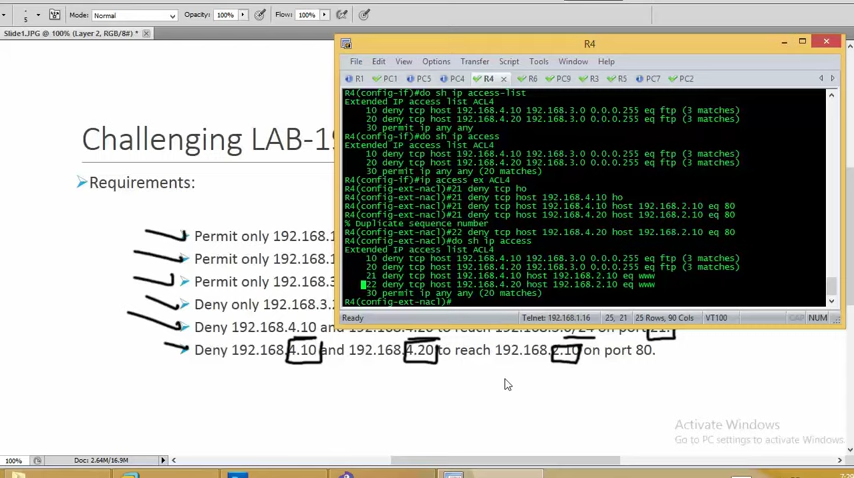 5
Mode: Normal
Opacity: 100%
Flow: 100%
Slide1.JPG @ 100% (Layer 2, RGB/8#) *
R4
File Edit View Options Transfer Script Tools Window Help
R1 PC1 PC5 PC4 R4 R6 PC9 R3 R5 PC7 PC2
R4(config-if)#do sh ip access-list
Extended IP access list ACL4
10 deny tcp host 192.168.4.10 192.168.3.0 0.0.0.255 eq ftp (3 matches)
20 deny tcp host 192.168.4.20 192.168.3.0 0.0.0.255 eq ftp (3 matches)
30 permit ip any any
R4(config-if)#do sh ip access
Extended IP access list ACL4
10 deny tcp host 192.168.4.10 192.168.3.0 0.0.0.255 eq ftp (3 matches)
20 deny tcp host 192.168.4.20 192.168.3.0 0.0.0.255 eq ftp (3 matches)
30 permit ip any any (20 matches)
R4(config-if)#ip access ex ACL4
R4(config-ext-nacl)#21 deny tcp ho
R4(config-ext-nacl)#21 deny tcp host 192.168.4.10 ho
R4(config-ext-nacl)#21 deny tcp host 192.168.4.10 host 192.168.2.10 eq 80
R4(config-ext-nacl)#21 deny tcp host 192.168.4.20 host 192.168.2.10 eq 80
% Duplicate sequence number
R4(config-ext-nacl)#22 deny tcp host 192.168.4.20 host 192.168.2.10 eq 80
R4(config-ext-nacl)#do sh ip access
Extended IP access list ACL4
10 deny tcp host 192.168.4.10 192.168.3.0 0.0.0.255 eq ftp (3 matches)
20 deny tcp host 192.168.4.20 192.168.3.0 0.0.0.255 eq ftp (3 matches)
21 deny tcp host 192.168.4.10 host 192.168.2.10 eq www
22 deny tcp host 192.168.4.20 host 192.168.2.10 eq www
30 permit ip any any (20 matches)
R4(config-ext-nacl)#
Ready Telnet: 192.168.1.16 25, 21 25 Rows, 90 Cols VT100 CAP NUM
Challenging LAB-19
Requirements:
Permit only 192.168.1
Permit only 192.168.1
Permit only 192.168.3
Deny only 192.168.3.2
Deny 192.168.4.10 and 192.168.4.20 to reach 192.168.3.0/24 on port 21.
Deny 192.168.4.10 and 192.168.4.20 to reach 192.168.2.10 on port 80.
Activate Windows
Go to PC settings to activate Windows.
100% Doc: 2.64M/16.9M